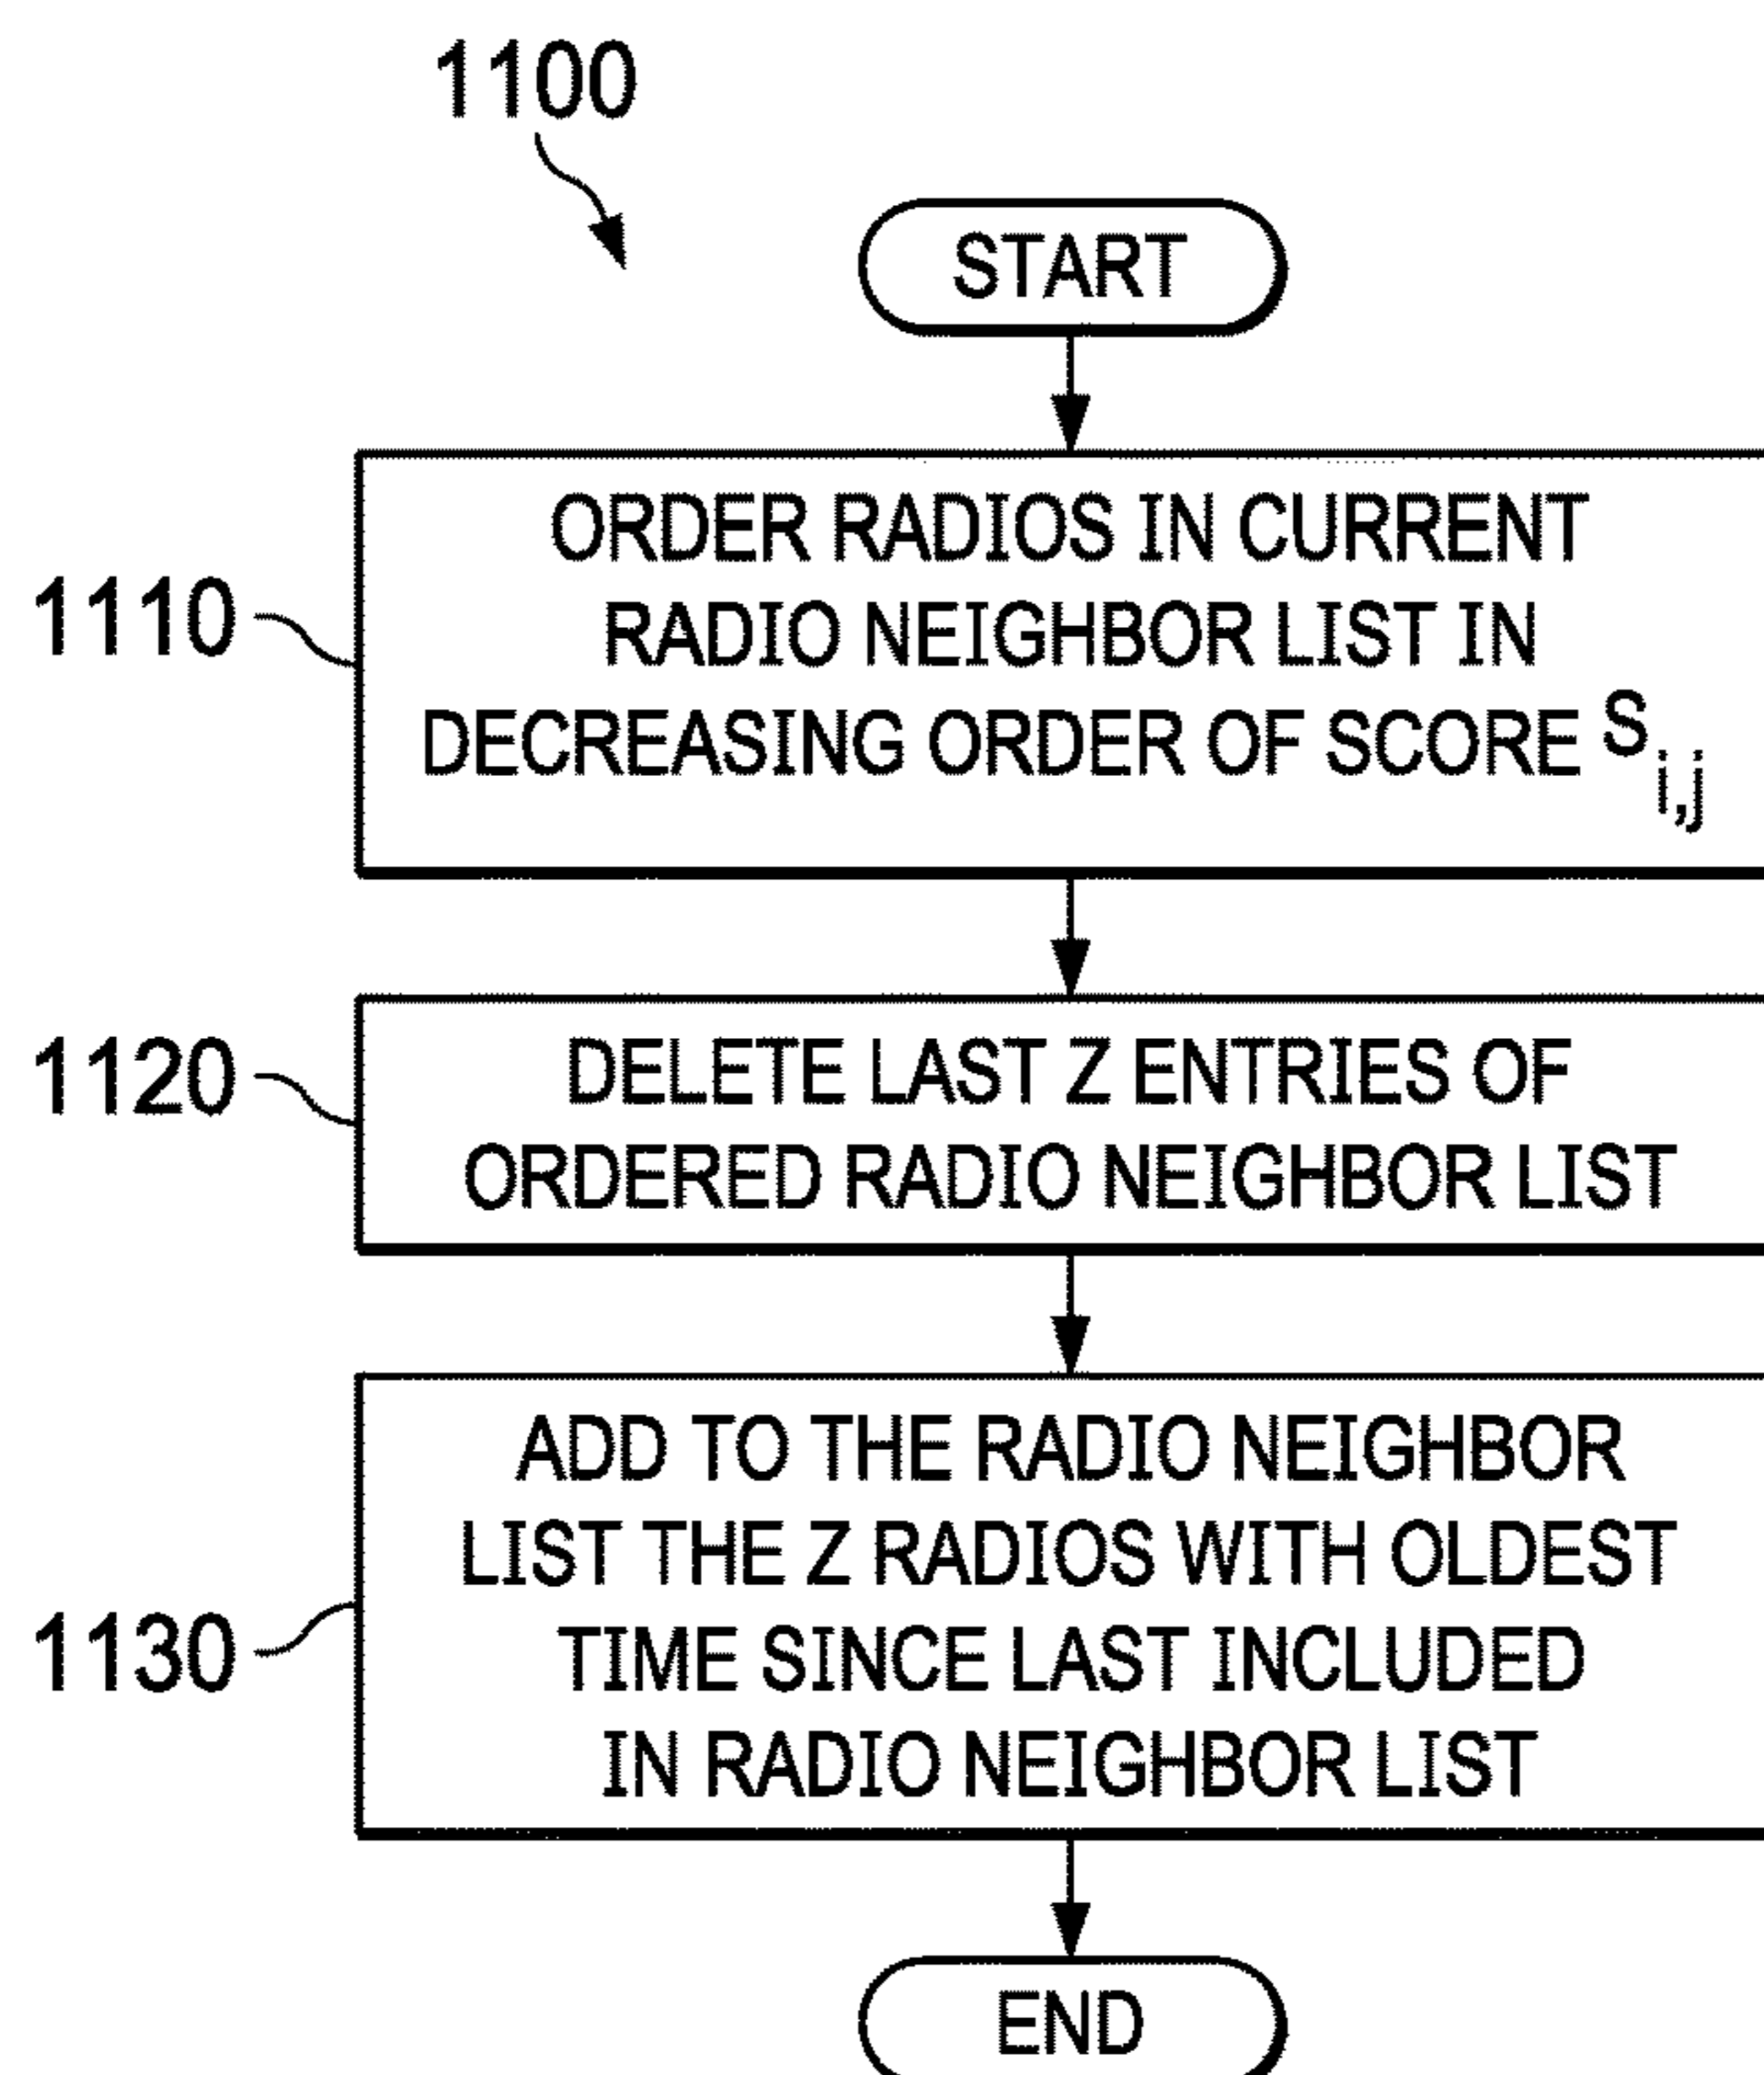 1100
START
1110
ORDER RADIOS IN CURRENT
RADIO NEIGHBOR LIST IN
DECREASING ORDER OF SCORE S i,j
1120
DELETE LAST Z ENTRIES OF
ORDERED RADIO NEIGHBOR LIST
1130
ADD TO THE RADIO NEIGHBOR
LIST THE Z RADIOS WITH OLDEST
TIME SINCE LAST INCLUDED
IN RADIO NEIGHBOR LIST
END